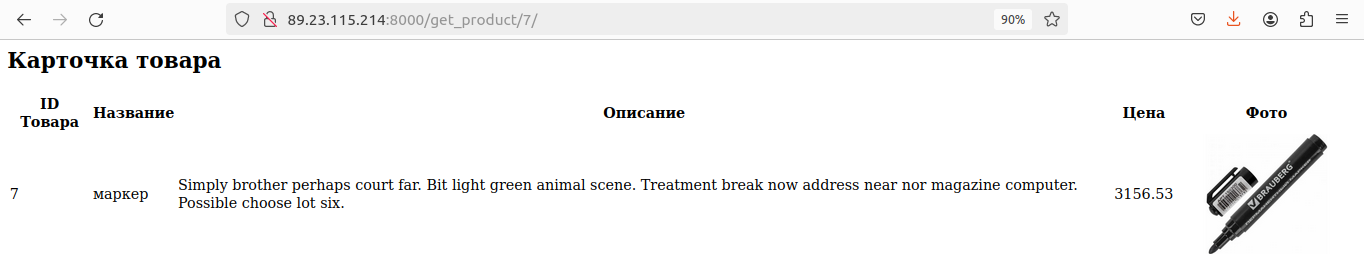 89.23.115.214:8000/get_product/7/
90%
Карточка товара
ID Товара
Название
Описание
Цена
Фото
7
маркер
Simply brother perhaps court far. Bit light green animal scene. Treatment break now address near nor magazine computer.
Possible choose lot six.
3156.53
BRAUBERG